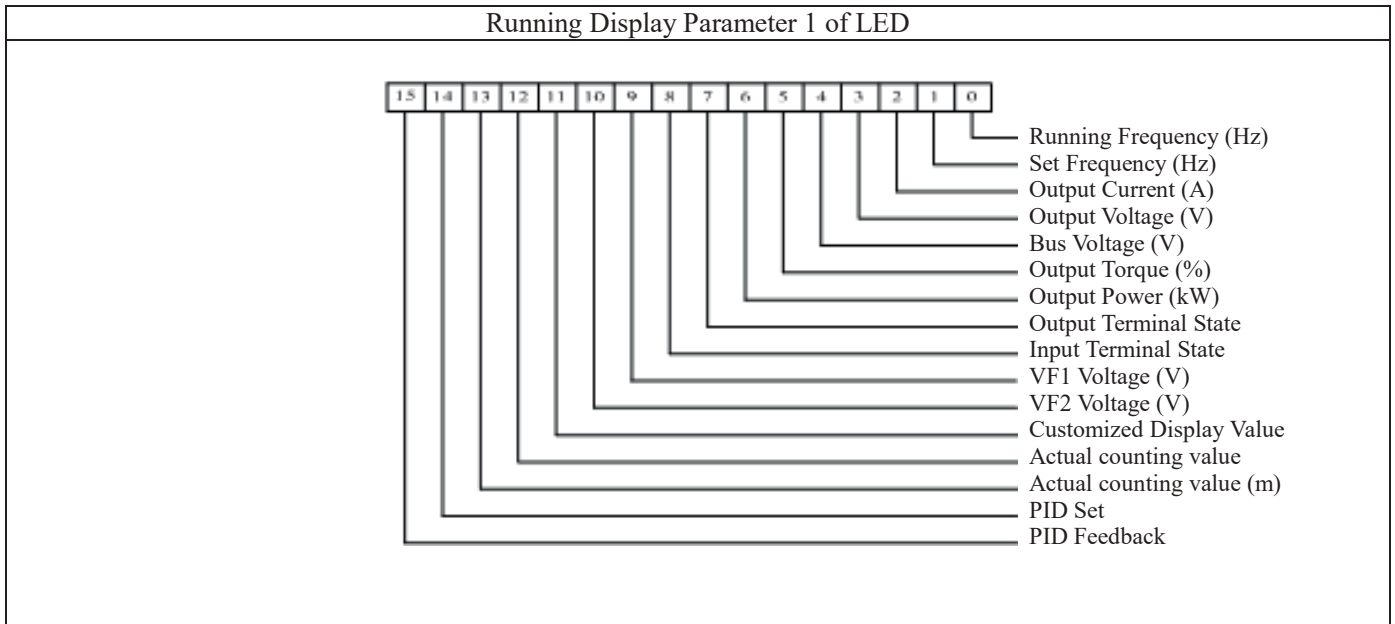 Running Display Parameter 1 of LED
15 14 13 12 11 10 9 8 7 6 5 4 3 2 1 0
Running Frequency (Hz)
Set Frequency (Hz)
Output Current (A)
Output Voltage (V)
Bus Voltage (V)
Output Torque (%)
Output Power (kW)
Output Terminal State
Input Terminal State
VF1 Voltage (V)
VF2 Voltage (V)
Customized Display Value
Actual counting value
Actual counting value (m)
PID Set
PID Feedback